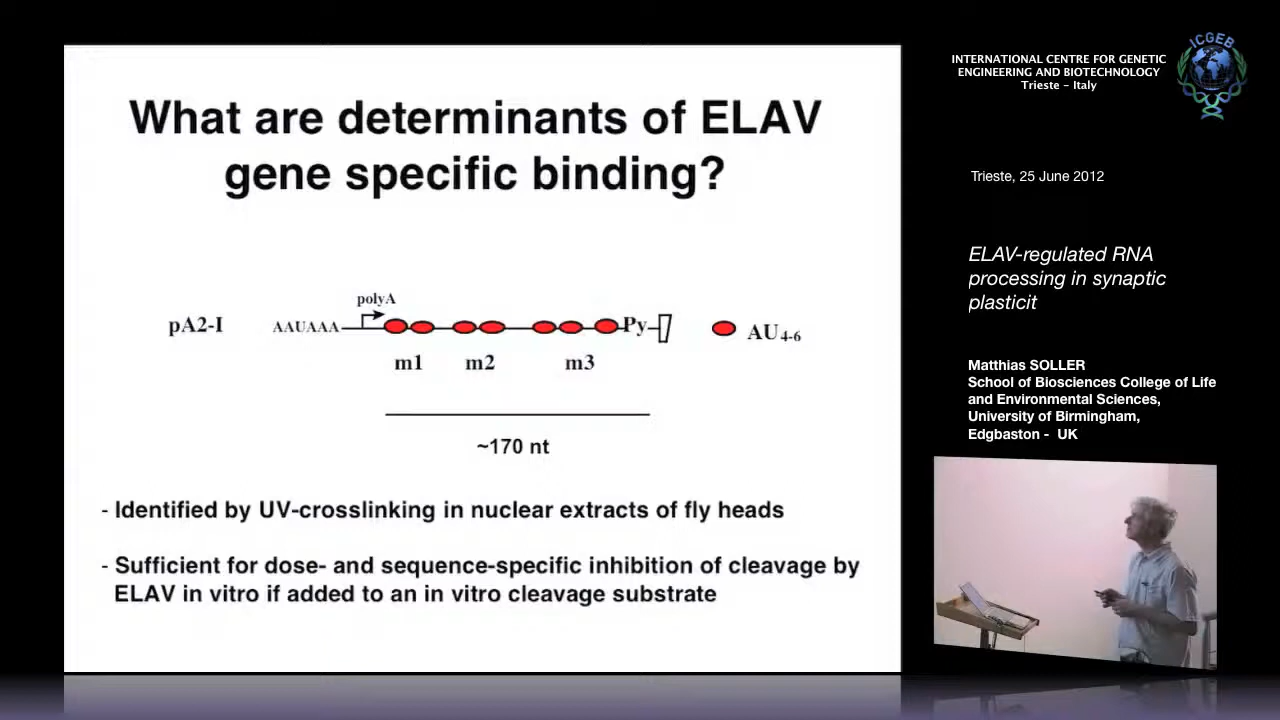 What are determinants of ELAV
gene specific binding?
polyA
pA2-I AAUAAA Py AU4-6
m1 m2 m3
~170 nt
- Identified by UV-crosslinking in nuclear extracts of fly heads
- Sufficient for dose- and sequence-specific inhibition of cleavage by
ELAV in vitro if added to an in vitro cleavage substrate
ICGEB
INTERNATIONAL CENTRE FOR GENETIC
ENGINEERING AND BIOTECHNOLOGY
Trieste - Italy
Trieste, 25 June 2012
ELAV-regulated RNA
processing in synaptic
plasticit
Matthias SOLLER
School of Biosciences College of Life
and Environmental Sciences,
University of Birmingham,
Edgbaston - UK